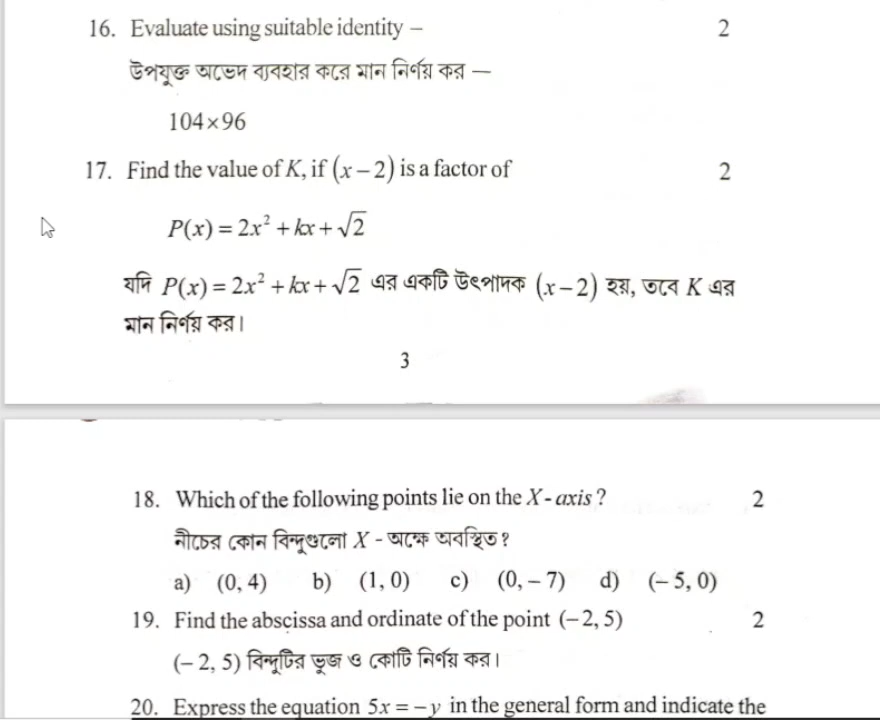 16. Evaluate using suitable identity – 2
উপযুক্ত অভেদ ব্যবহার করে মান নির্ণয় কর —
104×96
17. Find the value of K, if (x – 2) is a factor of 2
P(x) = 2x² + kx + √2
যদি P(x) = 2x² + kx + √2 এর একটি উৎপাদক (x – 2) হয়, তবে K এর
মান নির্ণয় কর।
3
18. Which of the following points lie on the X - axis ? 2
নীচের কোন বিন্দুগুলো X - অক্ষে অবস্থিত ?
a) (0, 4) b) (1, 0) c) (0, – 7) d) (– 5, 0)
19. Find the abscissa and ordinate of the point (– 2, 5) 2
(– 2, 5) বিন্দুটির ভুজ ও কোটি নির্ণয় কর।
20. Express the equation 5x = – y in the general form and indicate the